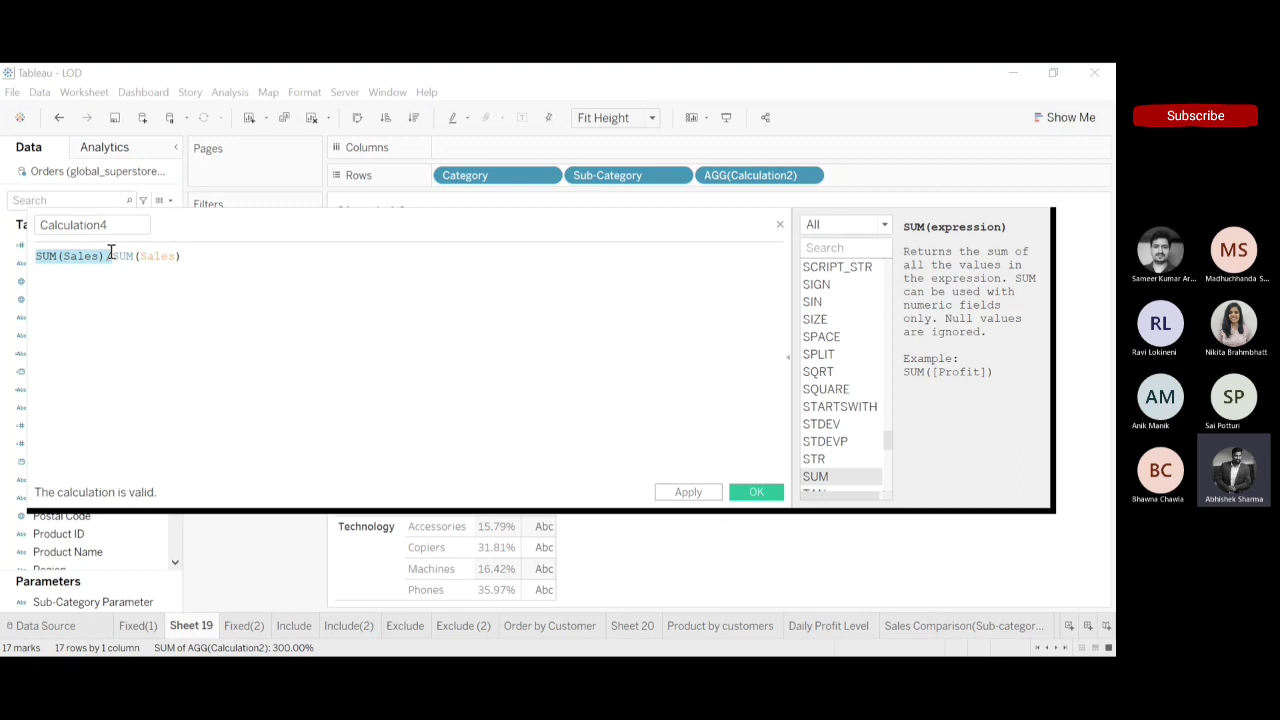 Tableau - LOD
File Data Worksheet Dashboard Story Analysis Map Format Server Window Help
Fit Height
Show Me
Data Analytics
Pages
Columns
Orders (global_superstore...
Rows Category Sub-Category AGG(Calculation2)
Search
Filters
Ta
Calculation4
SUM(Sales)/SUM(Sales)
The calculation is valid.
Apply OK
All
Search
SCRIPT_STR
SIGN
SIN
SIZE
SPACE
SPLIT
SQRT
SQUARE
STARTSWITH
STDEV
STDEVP
STR
SUM
TAN
SUM(expression)
Returns the sum of
all the values in
the expression. SUM
can be used with
numeric fields
only. Null values
are ignored.
Example:
SUM([Profit])
Postal Code
Product ID
Product Name
Region
Parameters
Abc Sub-Category Parameter
Technology Accessories 15.79% Abc
Copiers 31.81% Abc
Machines 16.42% Abc
Phones 35.97% Abc
Data Source Fixed(1) Sheet 19 Fixed(2) Include Include(2) Exclude Exclude (2) Order by Customer Sheet 20 Product by customers Daily Profit Level Sales Comparison(Sub-categor...
17 marks 17 rows by 1 column SUM of AGG(Calculation2): 300.00%
Subscribe
Sameer Kumar Ar...
MS
Madhuchhanda S...
RL
Ravi Lokineni
Nikita Brahmbhatt
AM
Anik Manik
SP
Sai Potturi
BC
Bhawna Chawla
Abhishek Sharma